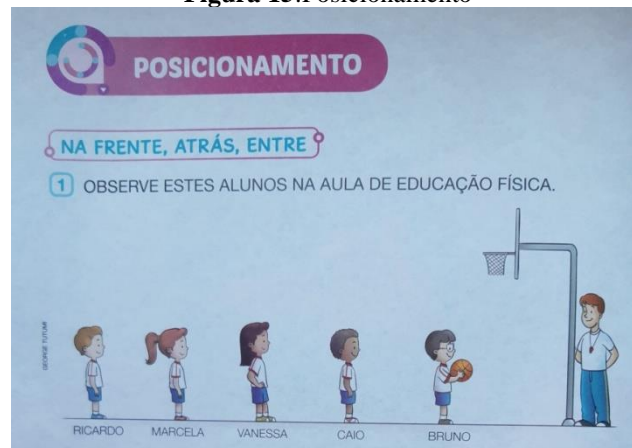 Figura 15:Posicionamento
POSICIONAMENTO
NA FRENTE, ATRÁS, ENTRE
1 OBSERVE ESTES ALUNOS NA AULA DE EDUCAÇÃO FÍSICA.
GEORGE TUTUMI
RICARDO MARCELA VANESSA CAIO BRUNO